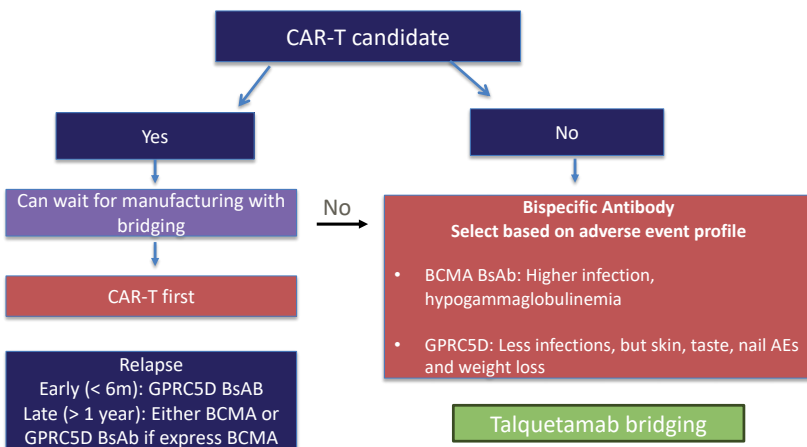 CAR-T candidate
Yes
No
Can wait for manufacturing with
bridging
No
CAR-T first
Bispecific Antibody
Select based on adverse event profile
• BCMA BsAb: Higher infection,
hypogammaglobulinemia
• GPRC5D: Less infections, but skin, taste, nail AEs
and weight loss
Relapse
Early (< 6m): GPRC5D BsAB
Late (> 1 year): Either BCMA or
GPRC5D BsAb if express BCMA
Talquetamab bridging